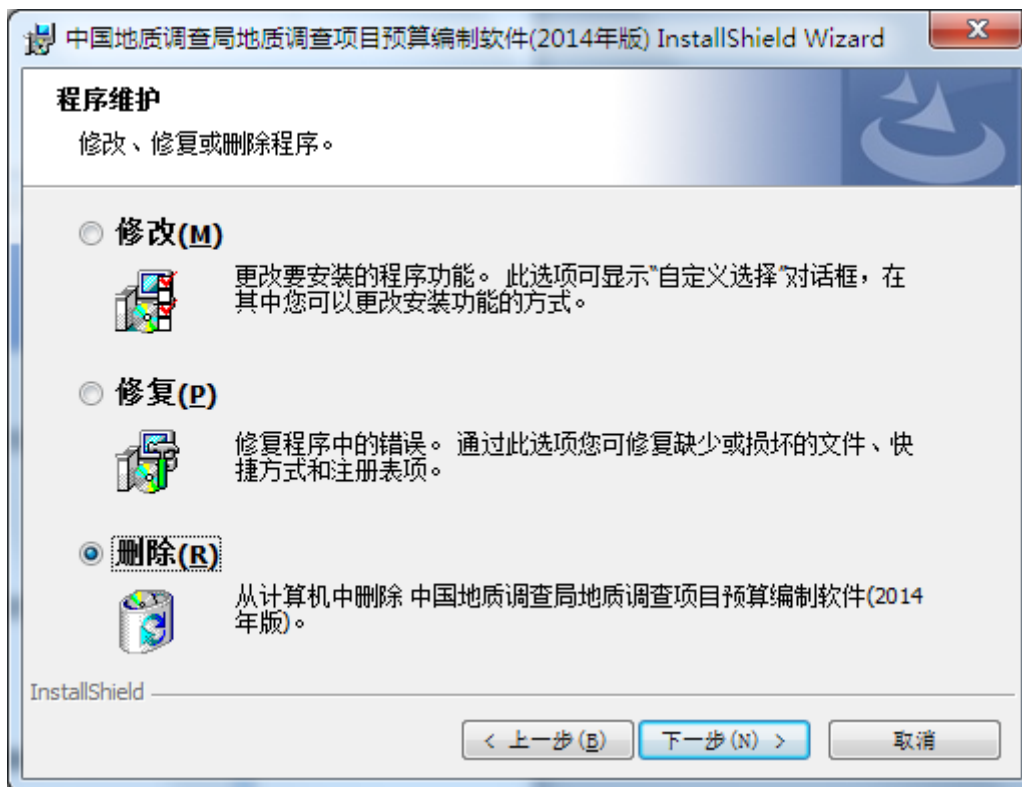 中国地质调查局地质调查项目预算编制软件(2014年版) InstallShield Wizard
程序维护
修改、修复或删除程序。
修改(M)
更改要安装的程序功能。 此选项可显示"自定义选择"对话框，在
其中您可以更改安装功能的方式。
修复(P)
修复程序中的错误。 通过此选项您可修复缺少或损坏的文件、快
捷方式和注册表项。
删除(R)
从计算机中删除 中国地质调查局地质调查项目预算编制软件(2014
年版)。
InstallShield
< 上一步(B)
下一步(N) >
取消